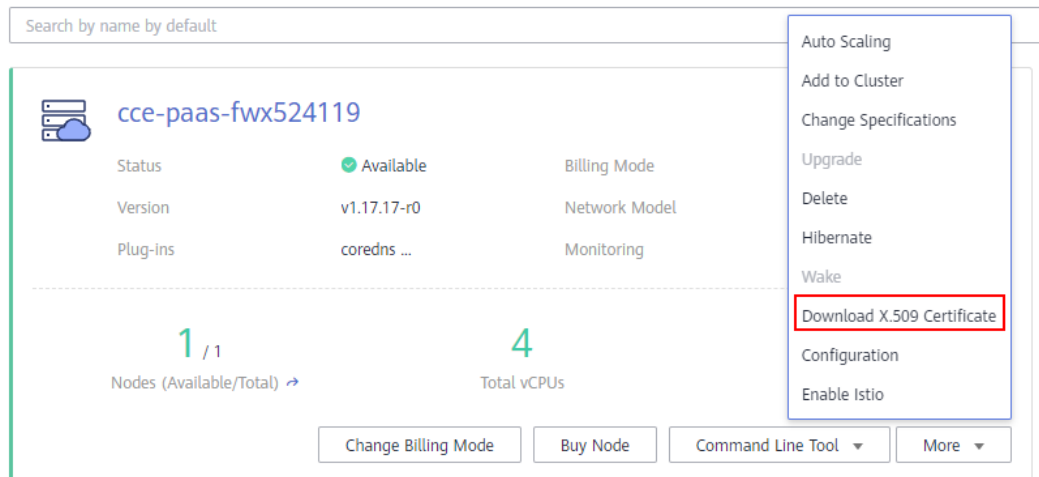 Search by name by default
cce-paas-fwx524119
Status Available Billing Mode
Version v1.17.17-r0 Network Model
Plug-ins coredns ... Monitoring
1 / 1 4
Nodes (Available/Total) Total vCPUs
Change Billing Mode Buy Node Command Line Tool More
Auto Scaling
Add to Cluster
Change Specifications
Upgrade
Delete
Hibernate
Wake
Download X.509 Certificate
Configuration
Enable Istio